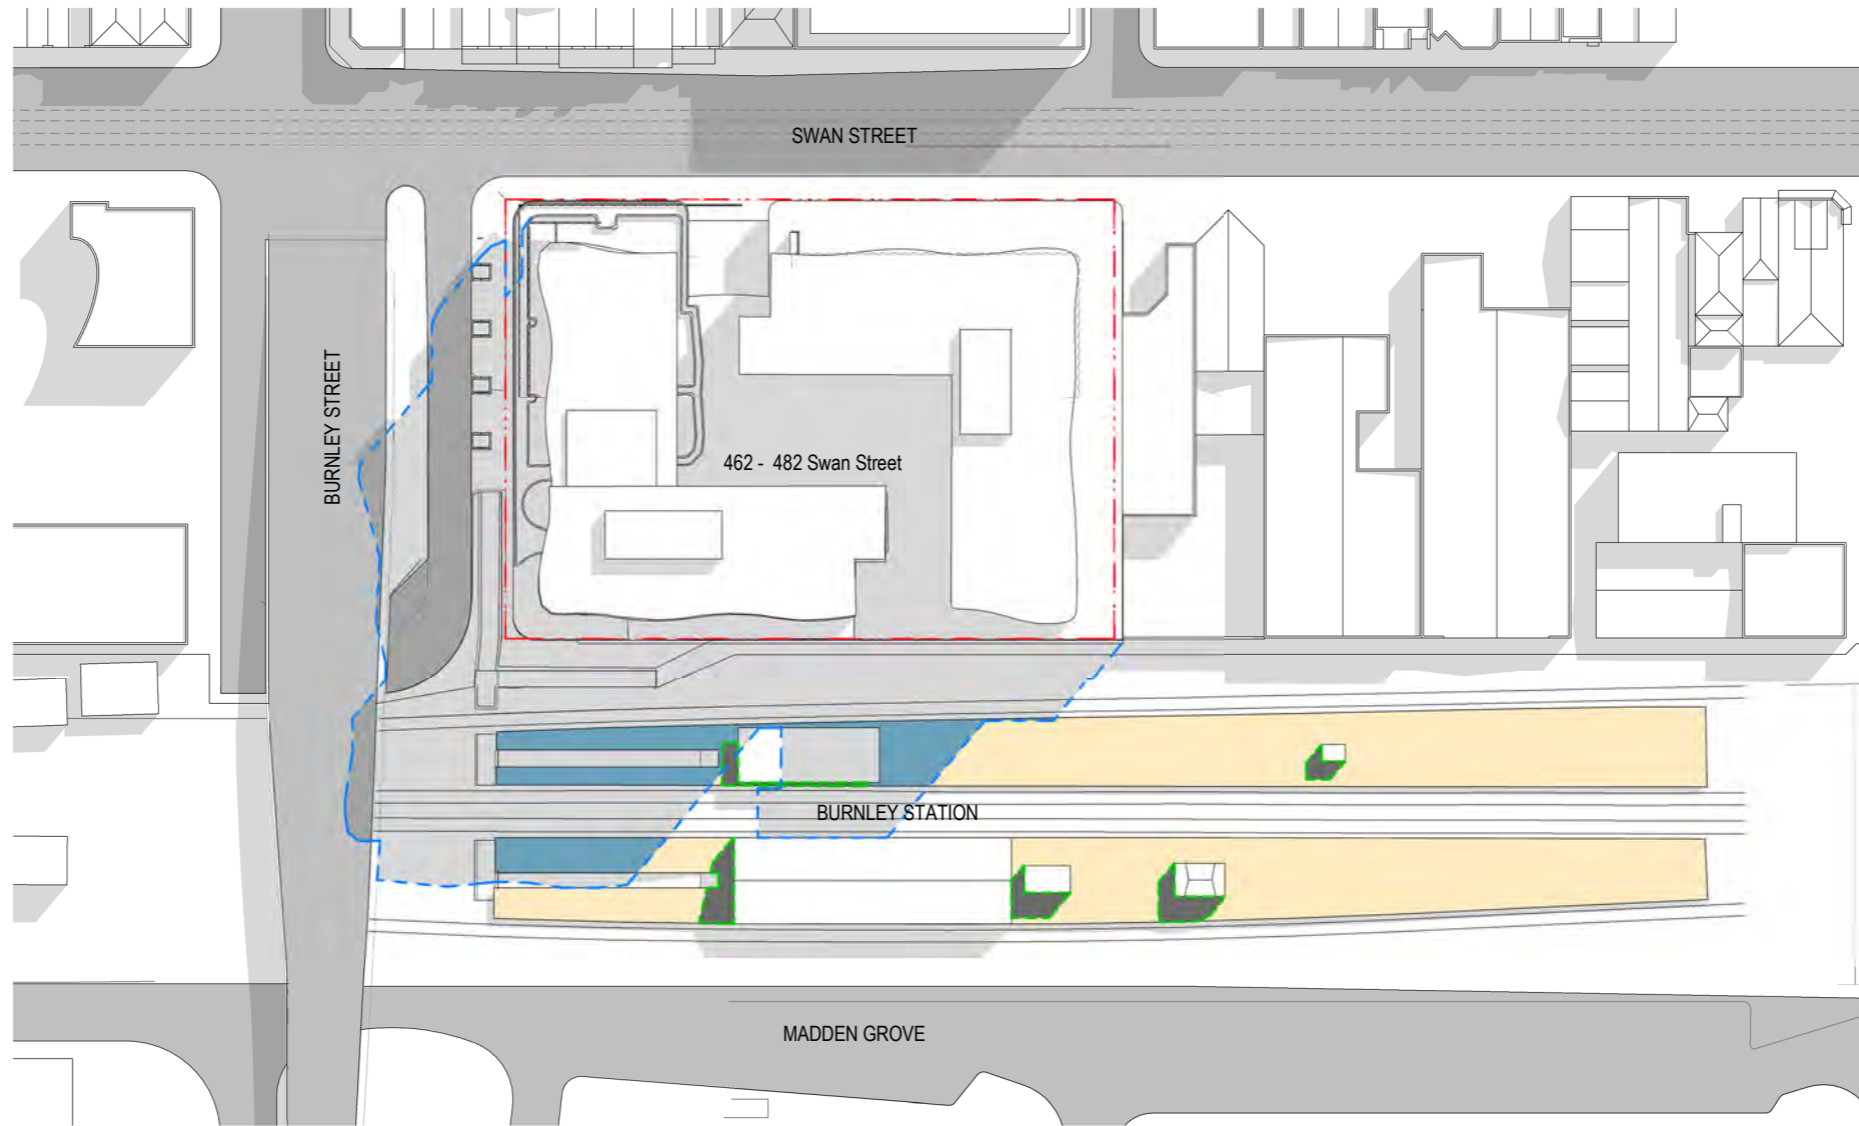 SWAN STREET
BURNLEY STREET
462 - 482 Swan Street
BURNLEY STATION
MADDEN GROVE